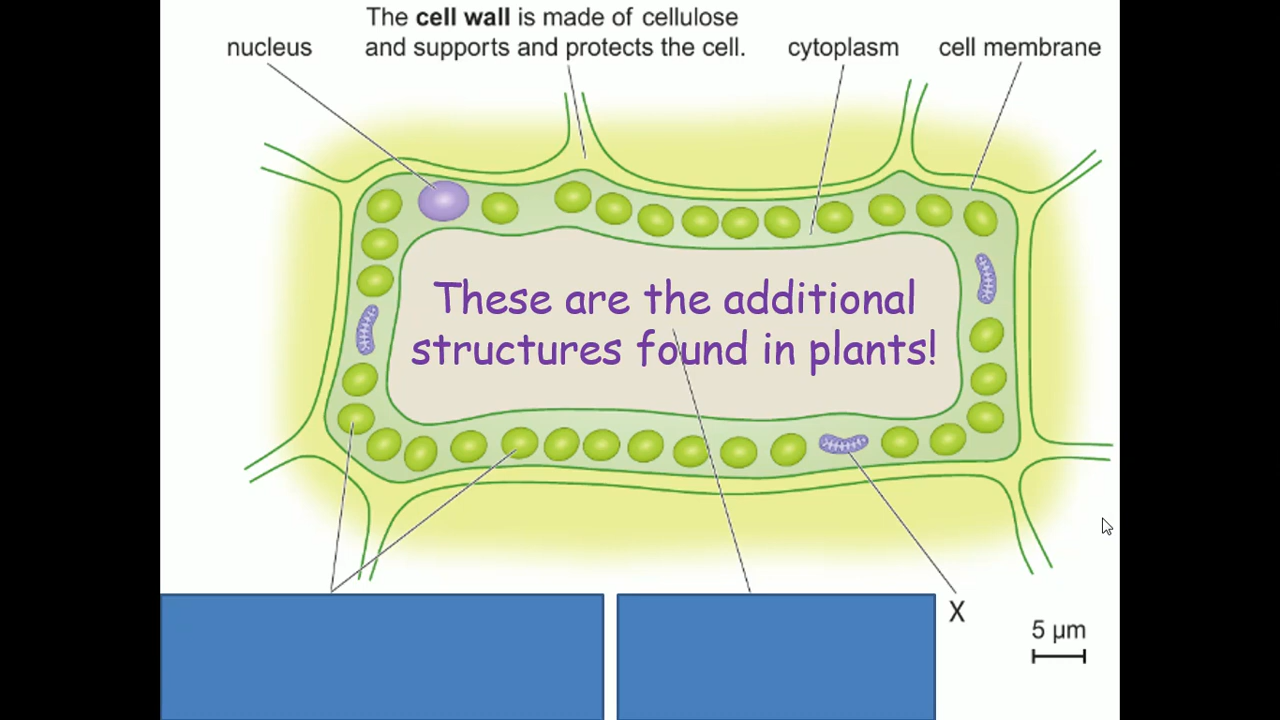 The cell wall is made of cellulose
and supports and protects the cell.
nucleus
cytoplasm
cell membrane
These are the additional
structures found in plants!
X
5 µm